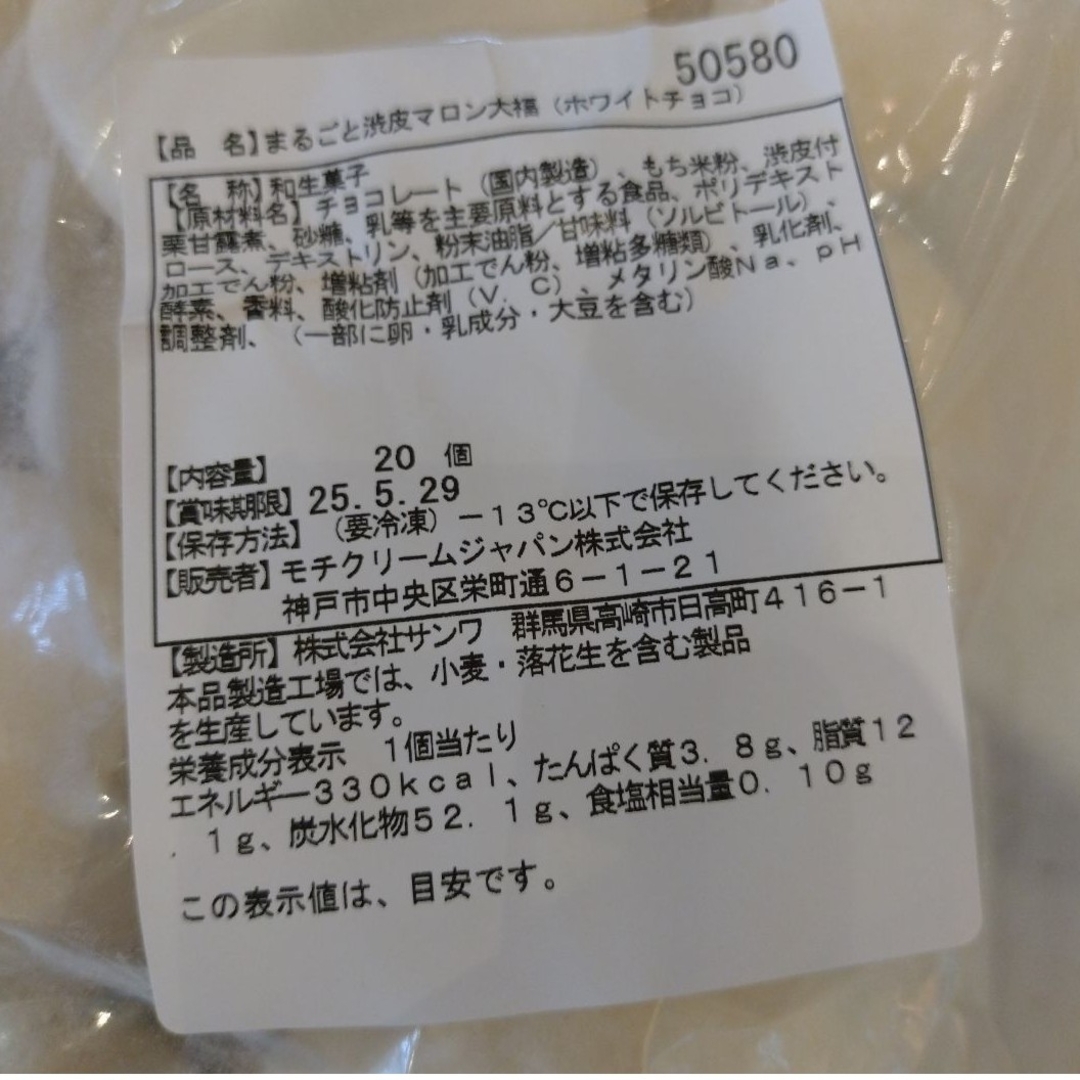 50580
【品　名】まるごと渋皮マロン大福（ホワイトチョコ）
【名　称】和生菓子
【原材料名】チョコレート（国内製造）、もち米粉、渋皮付
栗甘露煮、砂糖、乳等を主要原料とする食品、ポリデキスト
ロース、デキストリン、粉末油脂／甘味料（ソルビトール）、
加工でん粉、増粘剤（加工でん粉、増粘多糖類）、乳化剤、
酵素、香料、酸化防止剤（Ｖ．Ｃ）、メタリン酸Ｎａ、ｐＨ
調整剤、（一部に卵・乳成分・大豆を含む）
【内容量】　20　個
【賞味期限】25.5.29
【保存方法】（要冷凍）－１３℃以下で保存してください。
【販売者】モチクリームジャパン株式会社
神戸市中央区栄町通６－１－２１
【製造所】株式会社サンワ　群馬県高崎市日高町４１６－１
本品製造工場では、小麦・落花生を含む製品
を生産しています。
栄養成分表示　１個当たり
エネルギー３３０ｋｃａｌ、たんぱく質３．８ｇ、脂質１２
．１ｇ、炭水化物５２．１ｇ、食塩相当量０．１０ｇ
この表示値は、目安です。